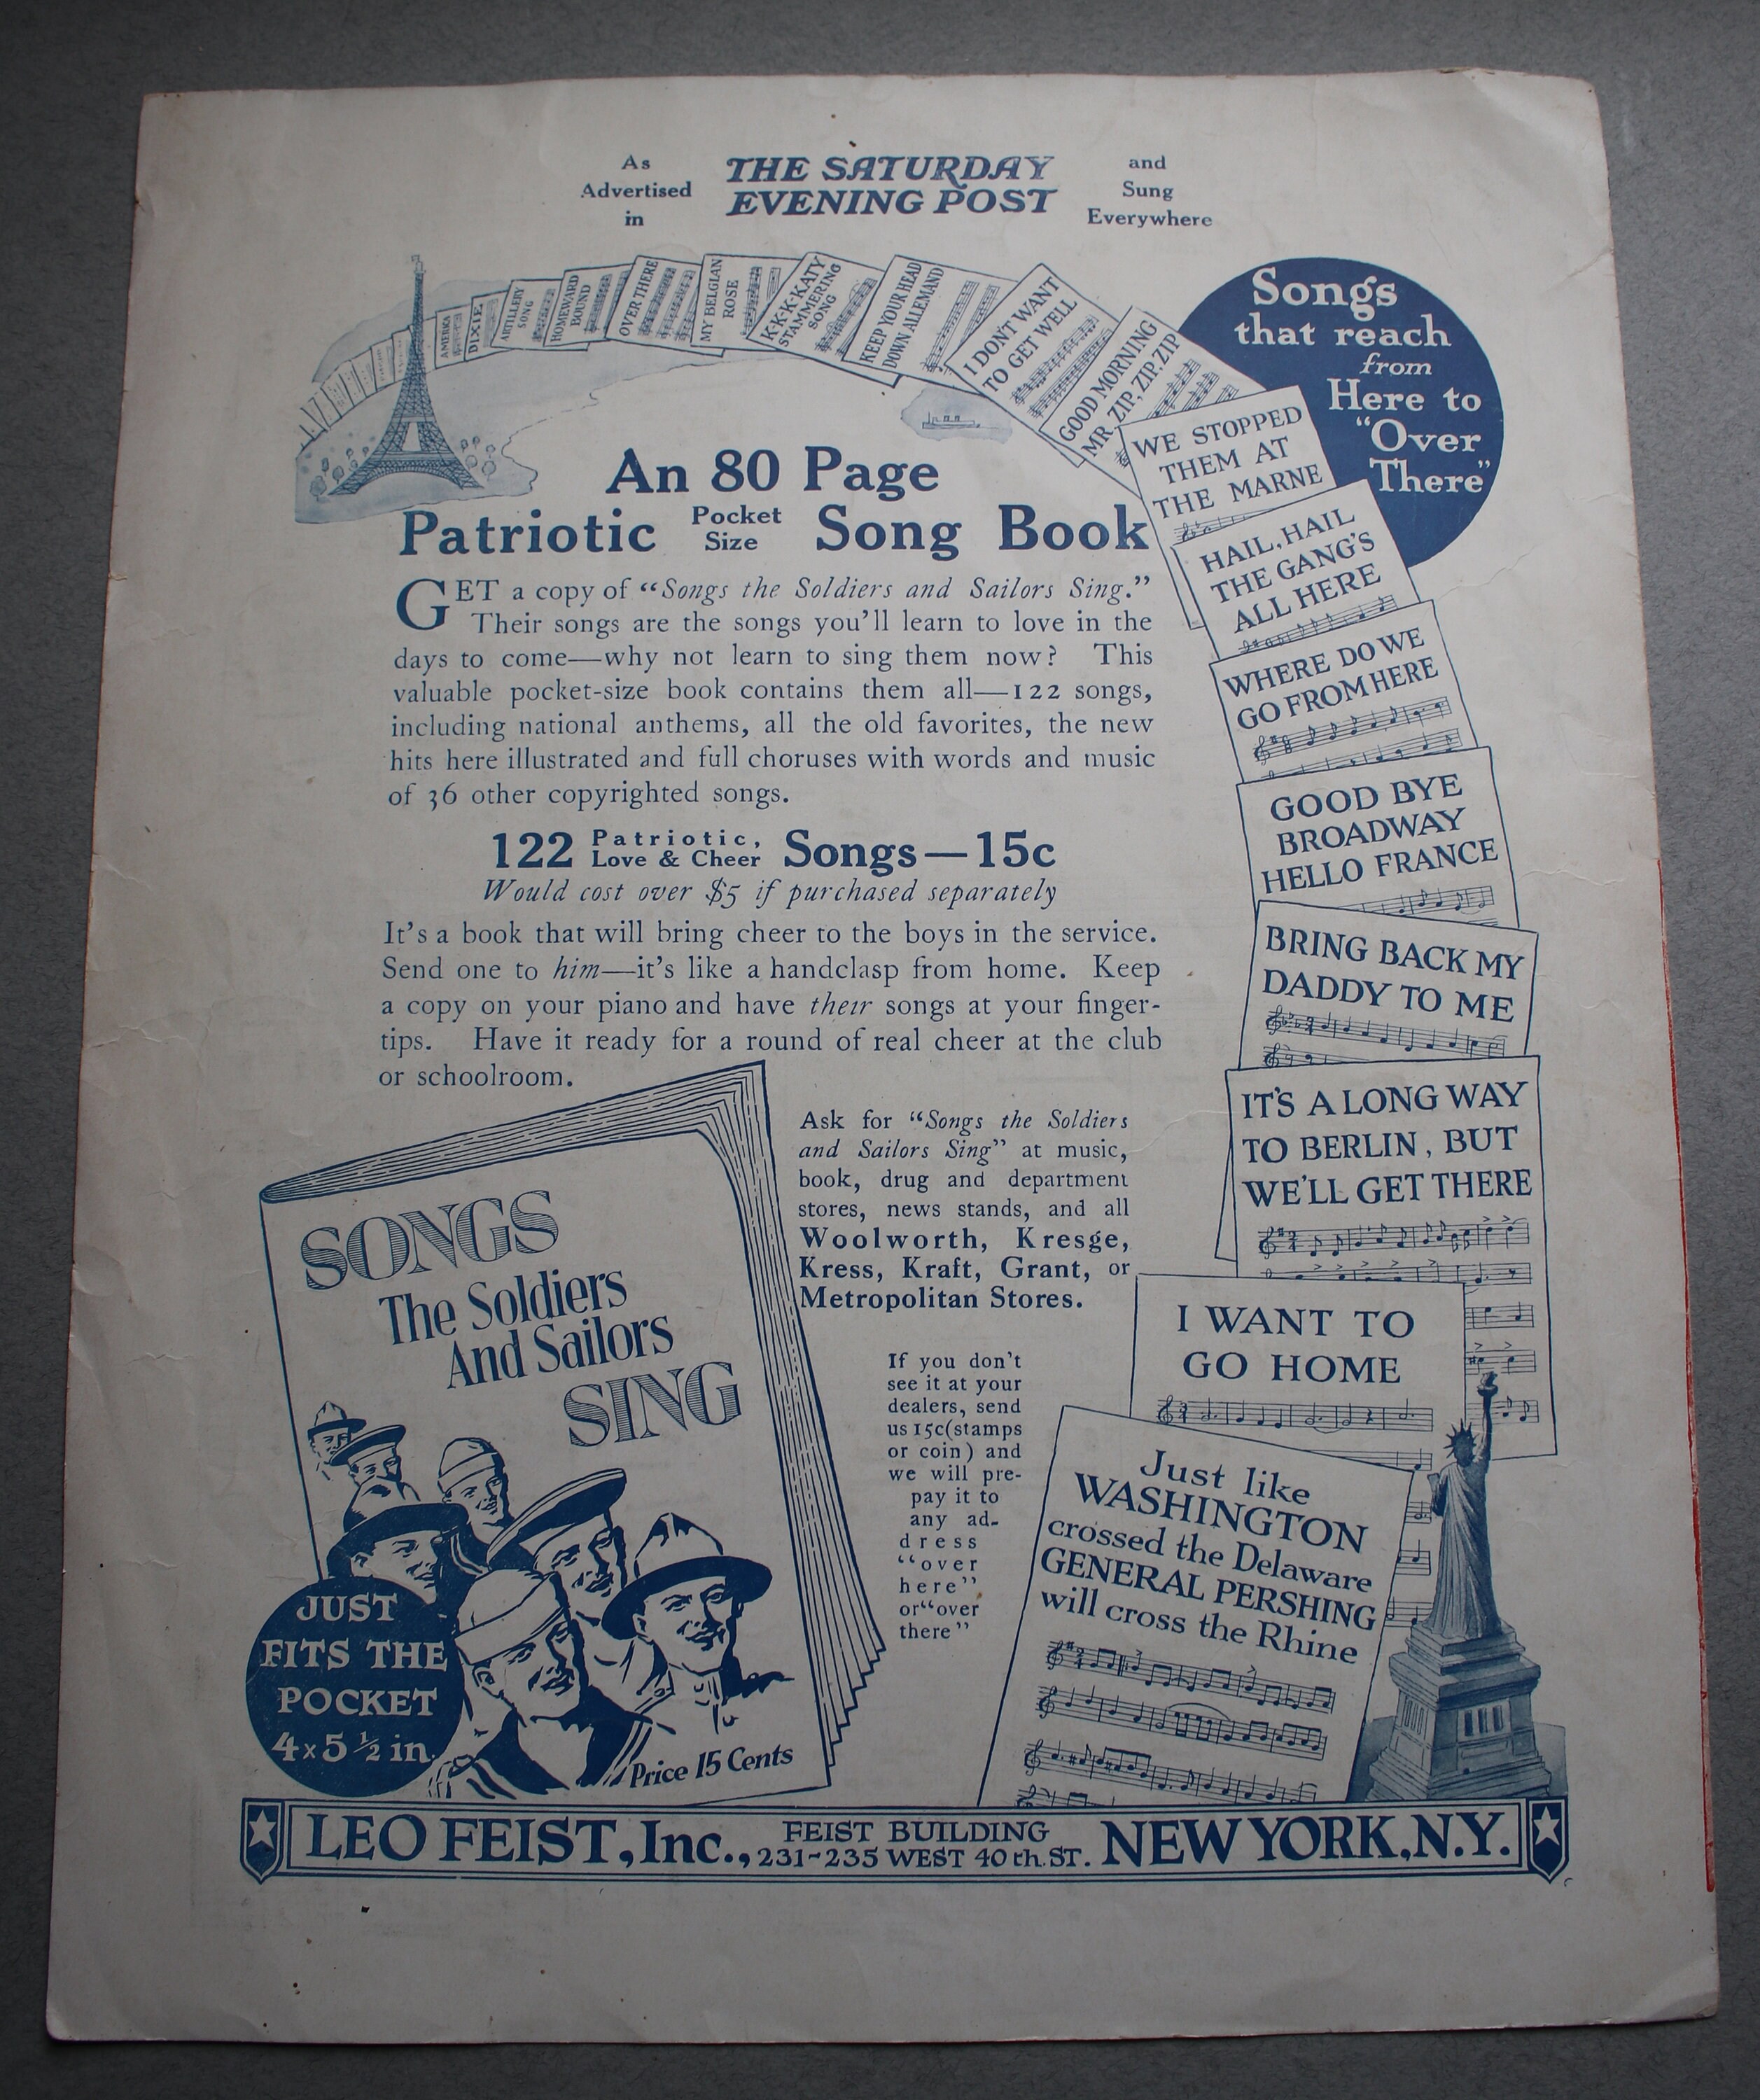 As
Advertised
in
THE SATURDAY
EVENING POST
and
Sung
Everywhere
Songs
that reach
from
Here to
"Over
There"
AMERICA
DIXIE
ARTILLERY
SONG
HOMEWARD
BOUND
OVER THERE
MY BELGIAN
ROSE
K-K-K-KATY
STAMMERING
SONG
KEEP YOUR HEAD
DOWN ALLEMAND
I DON'T WANT
TO GET WELL
GOOD MORNING
MR. ZIP, ZIP, ZIP
WE STOPPED
THEM AT
THE MARNE
HAIL, HAIL
THE GANG'S
ALL HERE
WHERE DO WE
GO FROM HERE
GOOD BYE
BROADWAY
HELLO FRANCE
BRING BACK MY
DADDY TO ME
IT'S A LONG WAY
TO BERLIN, BUT
WE'LL GET THERE
I WANT TO
GO HOME
Just like
WASHINGTON
crossed the Delaware
GENERAL PERSHING
will cross the Rhine
An 80 Page
Patriotic Pocket Size Song Book
GET a copy of "Songs the Soldiers and Sailors Sing."
Their songs are the songs you'll learn to love in the
days to come—why not learn to sing them now? This
valuable pocket-size book contains them all—122 songs,
including national anthems, all the old favorites, the new
hits here illustrated and full choruses with words and music
of 36 other copyrighted songs.
122 Patriotic, Love & Cheer Songs—15c
Would cost over $5 if purchased separately
It's a book that will bring cheer to the boys in the service.
Send one to him—it's like a handclasp from home. Keep
a copy on your piano and have their songs at your finger-
tips. Have it ready for a round of real cheer at the club
or schoolroom.
Ask for "Songs the Soldiers
and Sailors Sing" at music,
book, drug and department
stores, news stands, and all
Woolworth, Kresge,
Kress, Kraft, Grant, or
Metropolitan Stores.
If you don't
see it at your
dealers, send
us 15c(stamps
or coin) and
we will pre-
pay it to
any ad-
dress
"over
here"
or"over
there"
SONGS
The Soldiers
And Sailors
SING
JUST
FITS THE
POCKET
4x5 ½ in.
Price 15 Cents
LEO FEIST, Inc., FEIST BUILDING
231-235 WEST 40th. ST. NEW YORK, N.Y.